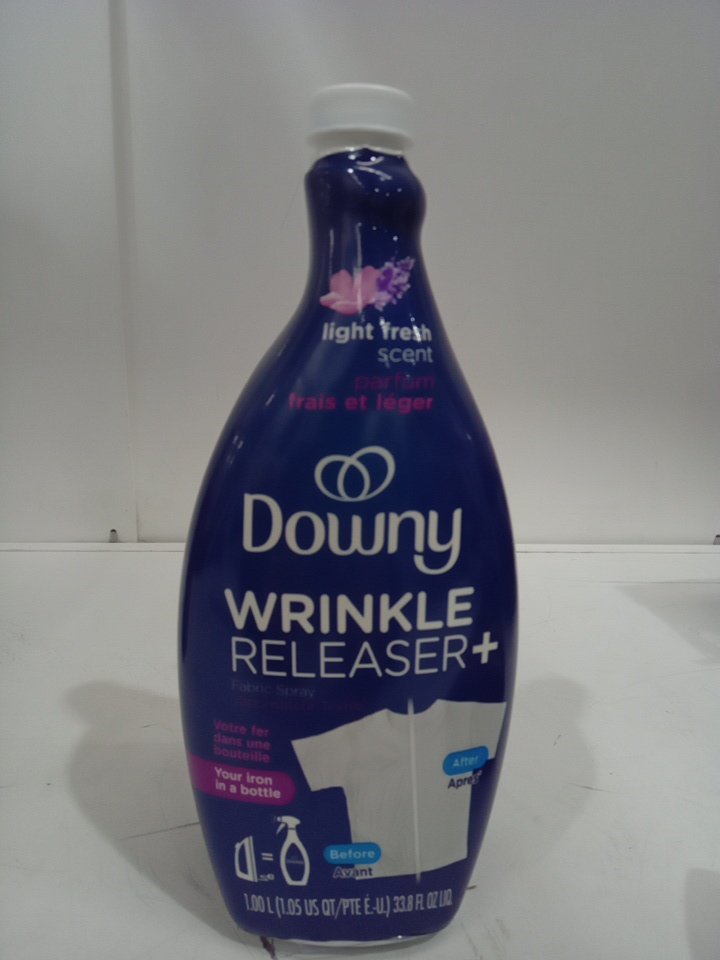 light fresh
scent
parfum
frais et léger
Downy
WRINKLE
RELEASER+
Fabric Spray
Votre fer
dans une
bouteille
Your iron
in a bottle
After
Après
Before
Avant
1.00 L (1.05 US QT/PTE É.-U.) 33.8 FL OZ LIQ.